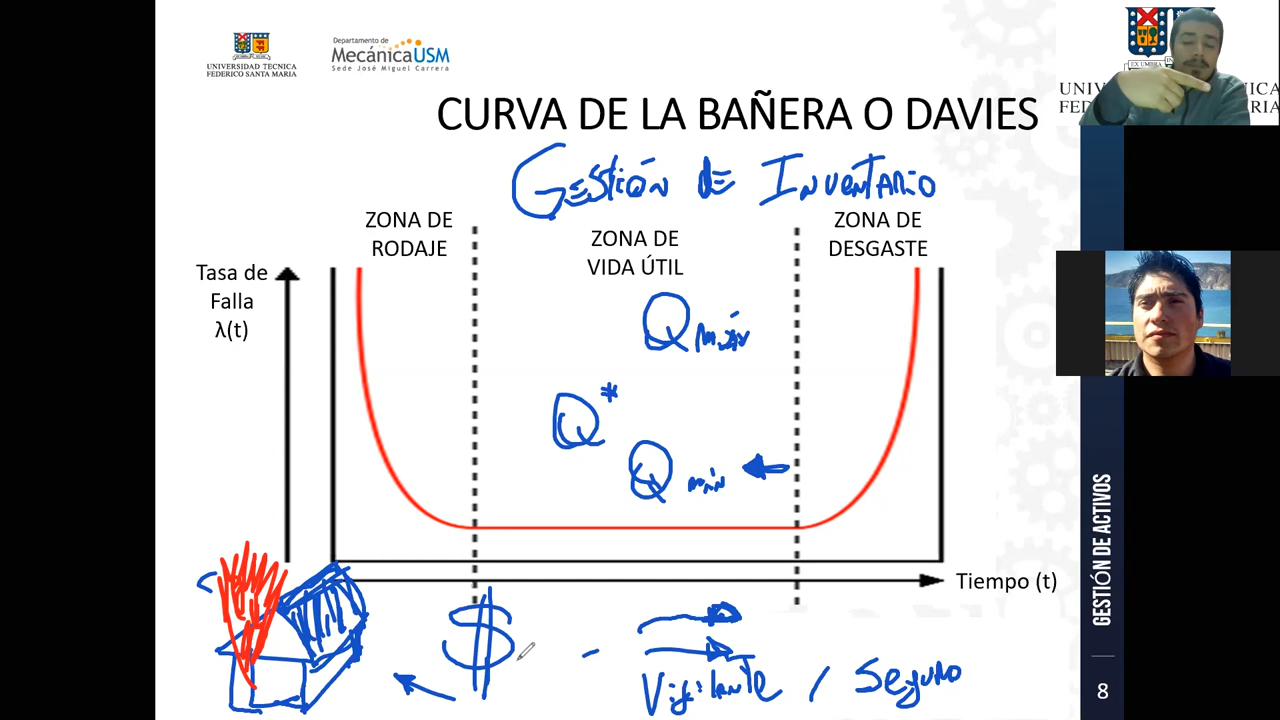 UNIVERSIDAD TECNICA
FEDERICO SANTA MARIA
Departamento de
MecánicaUSM
Sede José Miguel Carrera
CURVA DE LA BAÑERA O DAVIES
Gestión de Inventario
ZONA DE
RODAJE
ZONA DE
VIDA ÚTIL
ZONA DE
DESGASTE
Tasa de
Falla
λ(t)
Q máx
Q*
Q mín
Tiempo (t)
$ - Vigilante / Seguro
GESTIÓN DE ACTIVOS
8